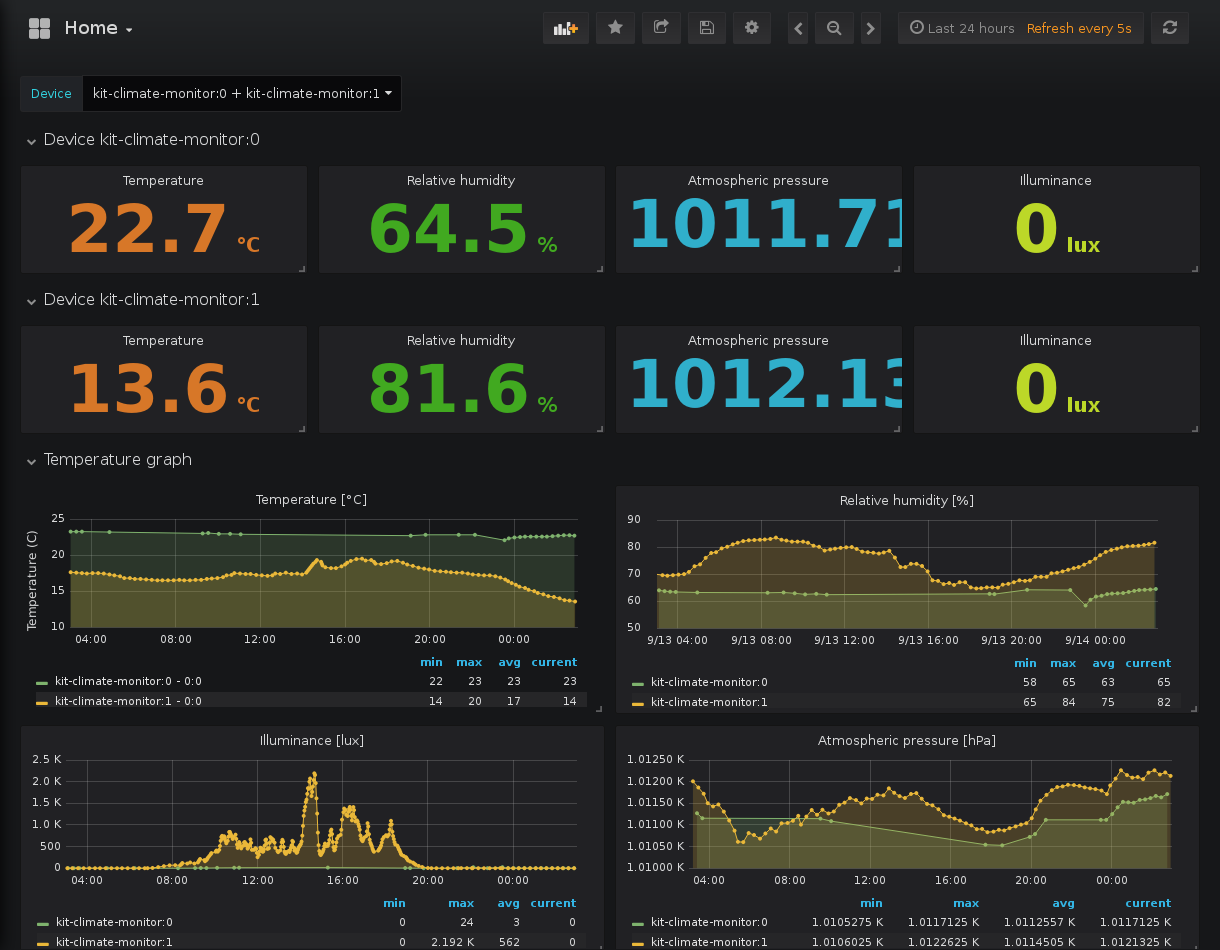 Home
Last 24 hours Refresh every 5s
Device kit-climate-monitor:0 + kit-climate-monitor:1
Device kit-climate-monitor:0
Temperature Relative humidity Atmospheric pressure Illuminance
22.7 °C 64.5 % 1011.71 0 lux
Device kit-climate-monitor:1
Temperature Relative humidity Atmospheric pressure Illuminance
13.6 °C 81.6 % 1012.13 0 lux
Temperature graph
Temperature [°C]
Temperature (C)
25
20
15
10
04:00 08:00 12:00 16:00 20:00 00:00
min max avg current
kit-climate-monitor:0 - 0:0 22 23 23 23
kit-climate-monitor:1 - 0:0 14 20 17 14
Relative humidity [%]
90
80
70
60
50
9/13 04:00 9/13 08:00 9/13 12:00 9/13 16:00 9/13 20:00 9/14 00:00
min max avg current
kit-climate-monitor:0 58 65 63 65
kit-climate-monitor:1 65 84 75 82
Illuminance [lux]
2.5 K
2.0 K
1.5 K
1.0 K
500
0
04:00 08:00 12:00 16:00 20:00 00:00
min max avg current
kit-climate-monitor:0 0 24 3 0
kit-climate-monitor:1 0 2.192 K 562 0
Atmospheric pressure [hPa]
1.01250 K
1.01200 K
1.01150 K
1.01100 K
1.01050 K
1.01000 K
04:00 08:00 12:00 16:00 20:00 00:00
min max avg current
kit-climate-monitor:0 1.0105275 K 1.0117125 K 1.0112557 K 1.0117125 K
kit-climate-monitor:1 1.0106025 K 1.0122625 K 1.0114505 K 1.0121325 K